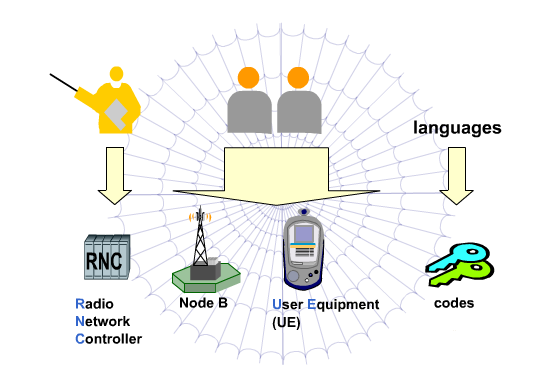 languages
RNC
Radio
Network
Controller
Node B
User Equipment
(UE)
codes